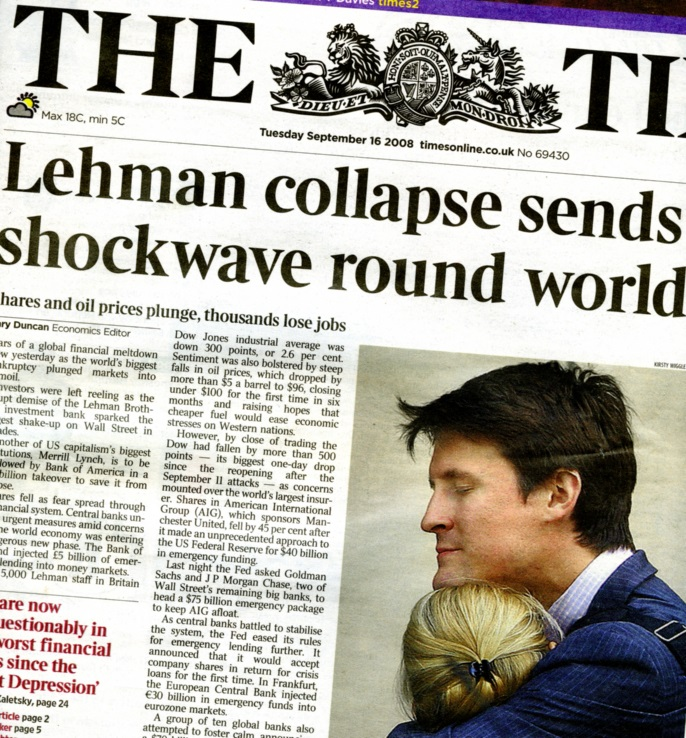 Davies times2
THE TI
DIEU·ET MON·DROIT
Max 18C, min 5C
Tuesday September 16 2008 timesonline.co.uk No 69430
Lehman collapse sends
shockwave round world
hares and oil prices plunge, thousands lose jobs
ry Duncan Economics Editor
ars of a global financial meltdown
w yesterday as the world's biggest
kruptcy plunged markets into
moil.
vestors were left reeling as the
upt demise of the Lehman Broth-
investment bank sparked the
gest shake-up on Wall Street in
des.
nother of US capitalism's biggest
tutions, Merrill Lynch, is to be
lowed by Bank of America in a
billion takeover to save it from
pse.
res fell as fear spread through
nancial system. Central banks un-
urgent measures amid concerns
he world economy was entering
gerous new phase. The Bank of
nd injected £5 billion of emer-
lending into money markets.
5,000 Lehman staff in Britain
are now
uestionably in
worst financial
s since the
t Depression'
Kaletsky, page 24
rticle page 2
ker page 5
Dow Jones industrial average was
down 300 points, or 2.6 per cent.
Sentiment was also bolstered by steep
falls in oil prices, which dropped by
more than $5 a barrel to $96, closing
under $100 for the first time in six
months and raising hopes that
cheaper fuel would ease economic
stresses on Western nations.
However, by close of trading the
Dow had fallen by more than 500
points — its biggest one-day drop
since the reopening after the
September 11 attacks — as concerns
mounted over the world's largest insur-
er. Shares in American International
Group (AIG), which sponsors Man-
chester United, fell by 45 per cent after
it made an unprecedented approach to
the US Federal Reserve for $40 billion
in emergency funding.
Last night the Fed asked Goldman
Sachs and J P Morgan Chase, two of
Wall Street's remaining big banks, to
head a $75 billion emergency package
to keep AIG afloat.
As central banks battled to stabilise
the system, the Fed eased its rules
for emergency lending further. It
announced that it would accept
company shares in return for crisis
loans for the first time. In Frankfurt,
the European Central Bank injected
€30 billion in emergency funds into
eurozone markets.
A group of ten global banks also
attempted to foster calm, announc
KIRSTY WIGGLE